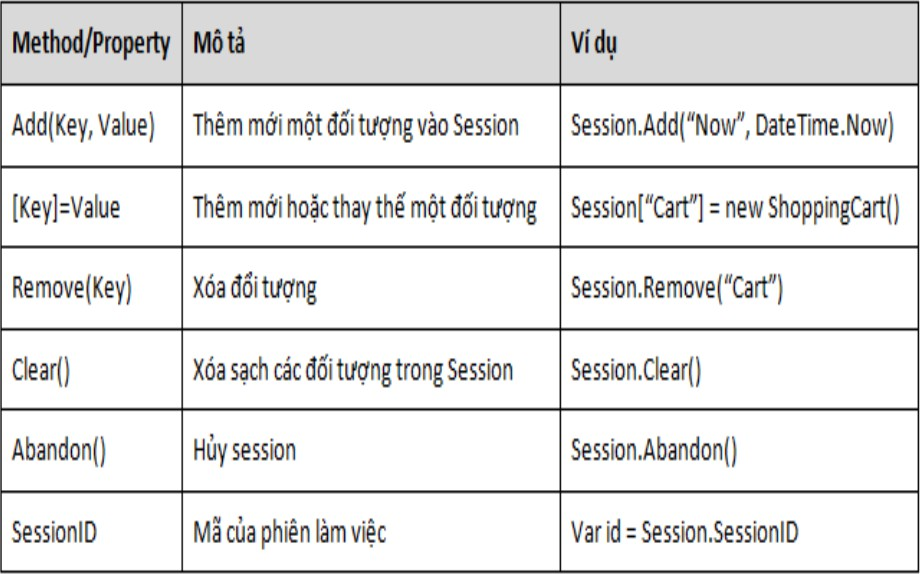 Method/Property Mô tả Ví dụ
Add(Key, Value) Thêm mới một đối tượng vào Session Session.Add(“Now”, DateTime.Now)
[Key]=Value Thêm mới hoặc thay thế một đối tượng Session[“Cart”] = new ShoppingCart()
Remove(Key) Xóa đổi tượng Session.Remove(“Cart”)
Clear() Xóa sạch các đối tượng trong Session Session.Clear()
Abandon() Hủy session Session.Abandon()
SessionID Mã của phiên làm việc Var id = Session.SessionID